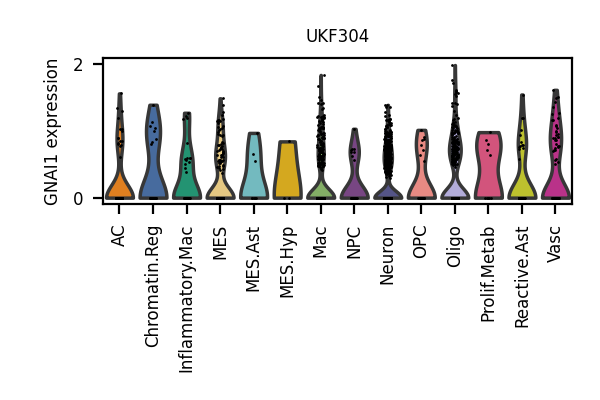 UKF304
GNAI1 expression
2
0
AC
Chromatin.Reg
Inflammatory.Mac
MES
MES.Ast
MES.Hyp
Mac
NPC
Neuron
OPC
Oligo
Prolif.Metab
Reactive.Ast
Vasc